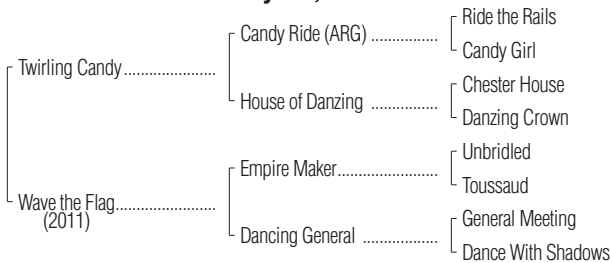 Ride the Rails
Candy Ride (ARG) ................
Candy Girl
Twirling Candy......................
Chester House
House of Danzing ................
Danzing Crown
Unbridled
Empire Maker........................
Toussaud
Wave the Flag........................
(2011)
General Meeting
Dancing General ..................
Dance With Shadows